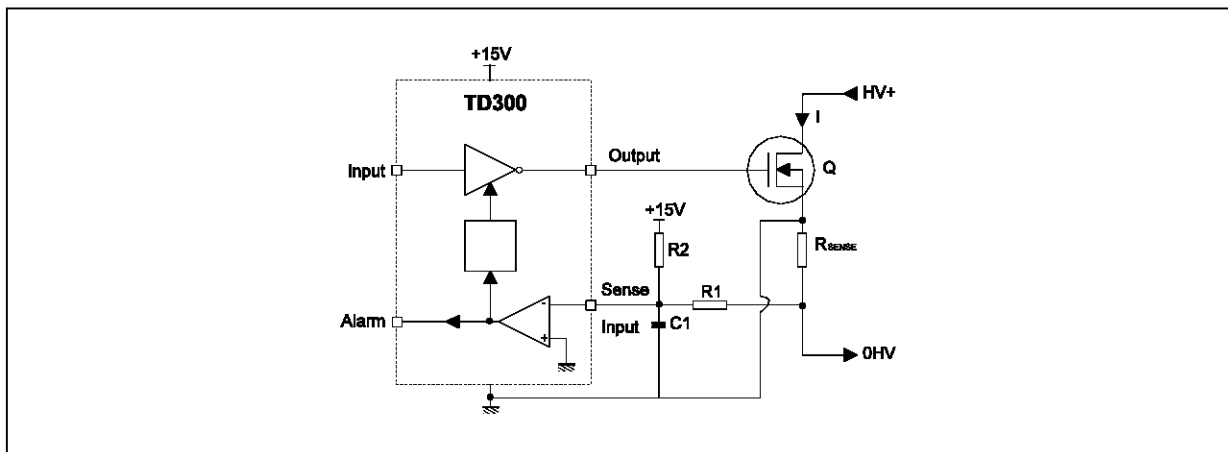 +15V
TD300
HV+
I
Input
Output
Q
+15V
R2
RSENSE
Sense
R1
Input
C1
Alarm
-
+
0HV